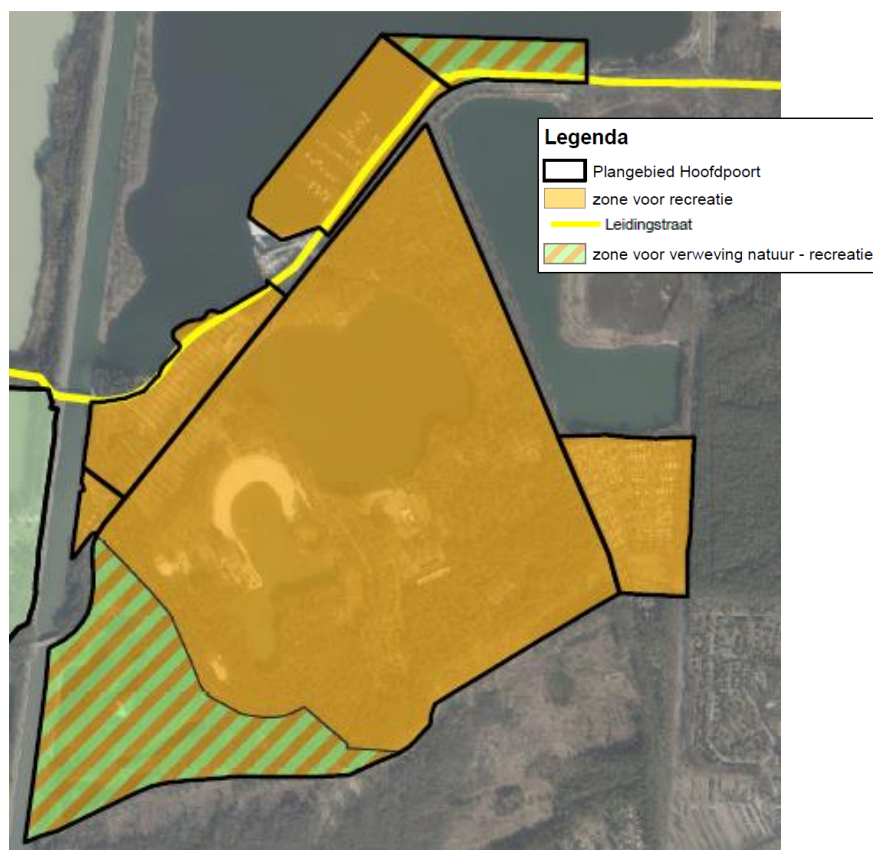 Legenda
Plangebied Hoofdpoort
zone voor recreatie
Leidingstraat
zone voor verweving natuur - recreatie